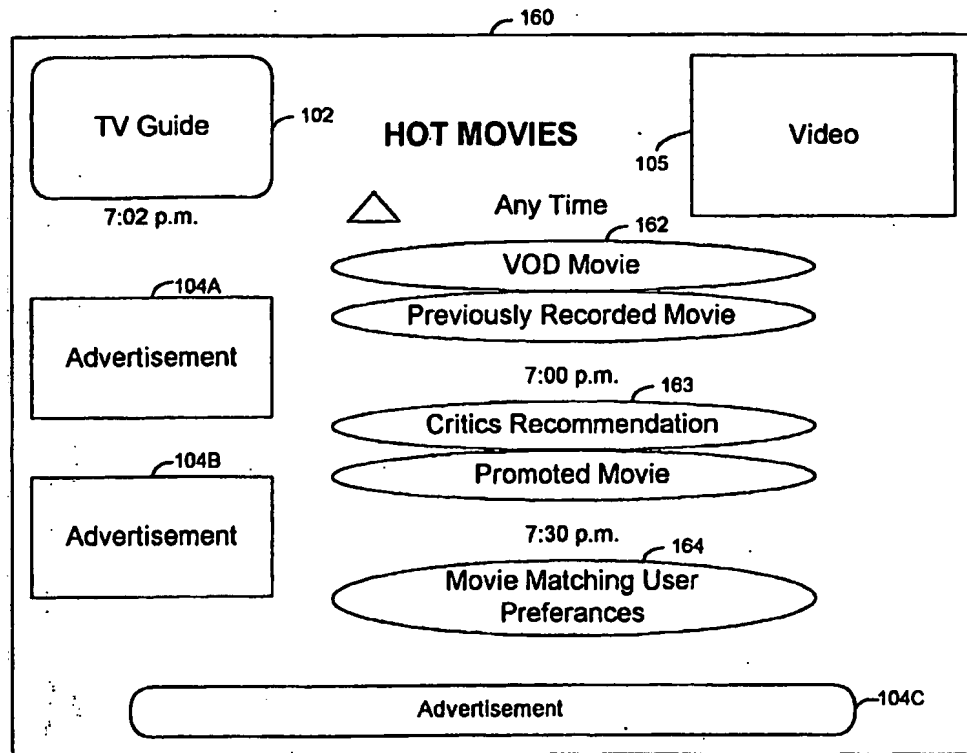 160
TV Guide
102
HOT MOVIES
105
Video
7:02 p.m.
Any Time
162
VOD Movie
Previously Recorded Movie
104A
Advertisement
7:00 p.m.
163
Critics Recommendation
Promoted Movie
104B
Advertisement
7:30 p.m.
164
Movie Matching User
Preferances
Advertisement
104C